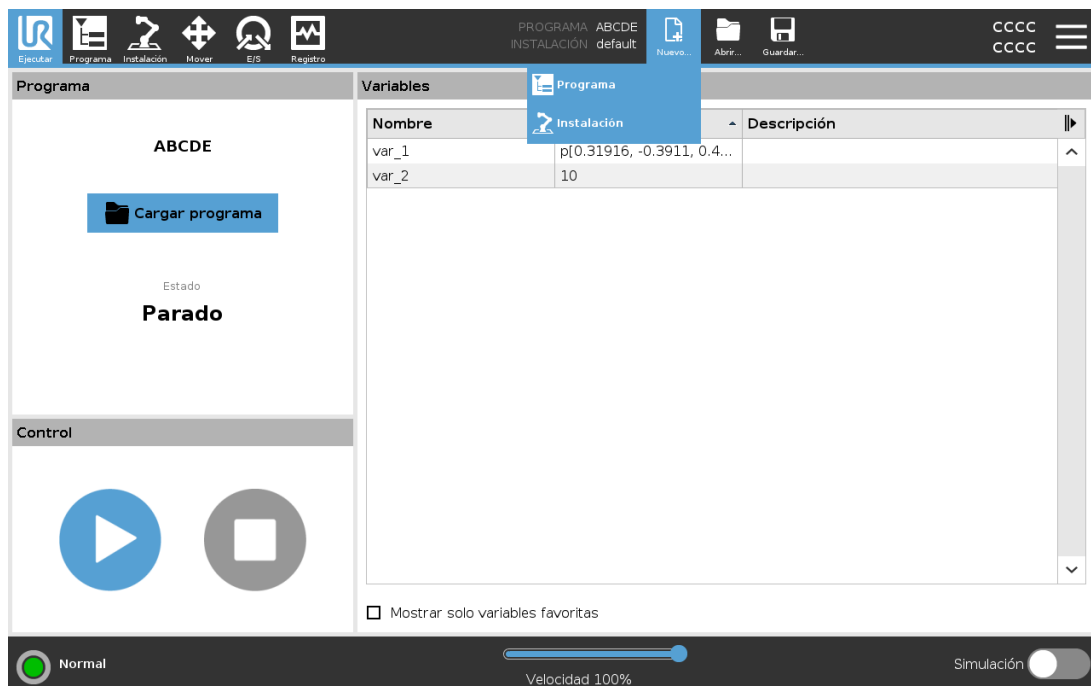 Ejecutar Programa Instalación Mover E/S Registro
PROGRAMA ABCDE
INSTALACIÓN default
Nuevo... Abrir... Guardar...
CCCC
CCCC
Programa
Instalación
Programa
ABCDE
Cargar programa
Estado
Parado
Control
Variables
Nombre Descripción
var_1 p[0.31916, -0.3911, 0.4...
var_2 10
Mostrar solo variables favoritas
Normal
Velocidad 100%
Simulación